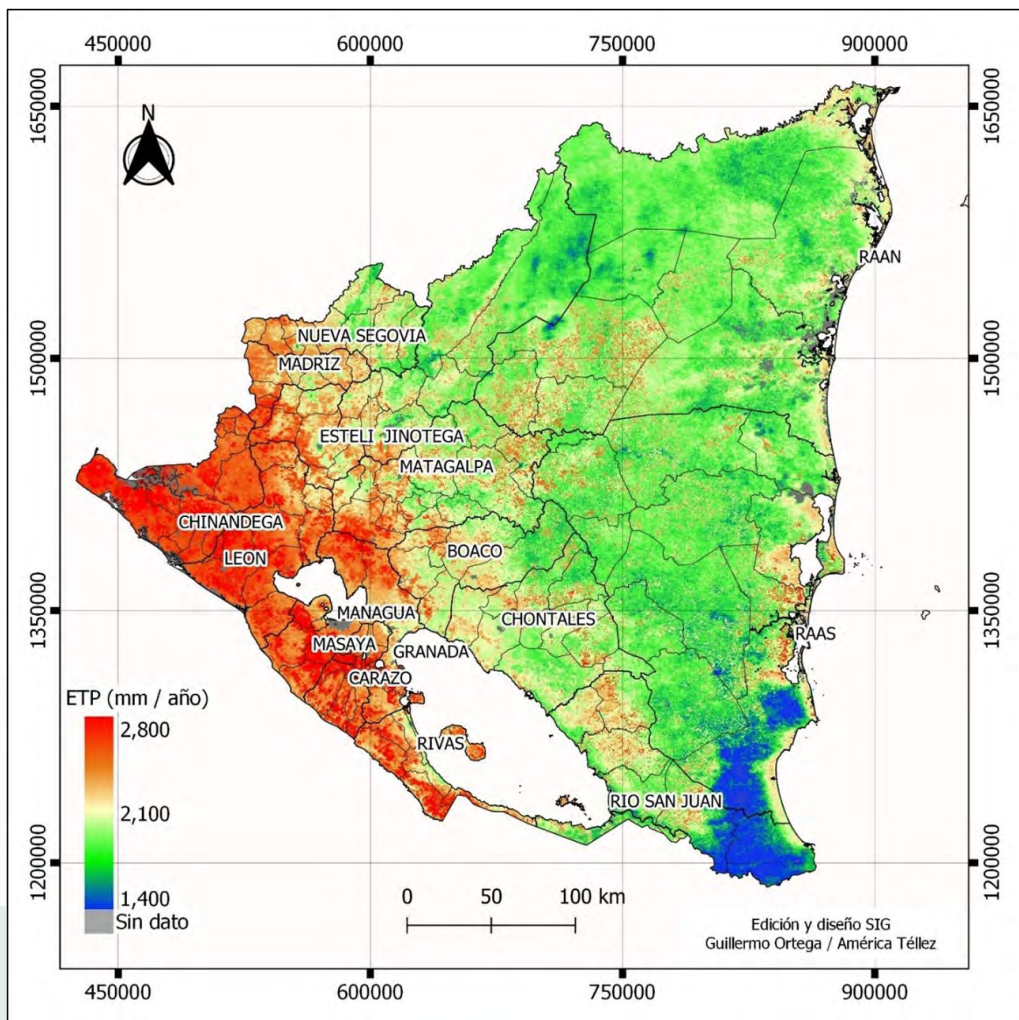 450000 600000 750000 900000
1650000 1650000
N
RAAN
NUEVA SEGOVIA
1500000 1500000
MADRIZ
ESTELI JINOTEGA
MATAGALPA
CHINANDEGA
BOACO
LEON
1350000 1350000
MANAGUA
CHONTALES
RAAS
MASAYA
GRANADA
CARAZO
ETP (mm / año)
2,800
RIVAS
RIO SAN JUAN
2,100
1200000 1200000
1,400
Sin dato
0 50 100 km
Edición y diseño SIG
Guillermo Ortega / América Téllez
450000 600000 750000 900000